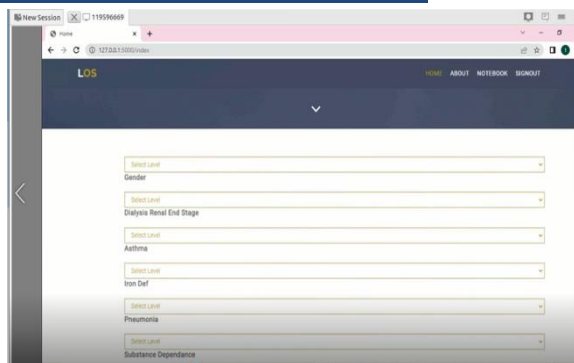 New Session 119596669
Home
127.0.0.1:5000/index
LOS HOME ABOUT NOTEBOOK SIGNOUT
Select Level
Gender
Select Level
Dialysis Renal End Stage
Select Level
Asthma
Select Level
Iron Def
Select Level
Pneumonia
Select Level
Substance Dependance